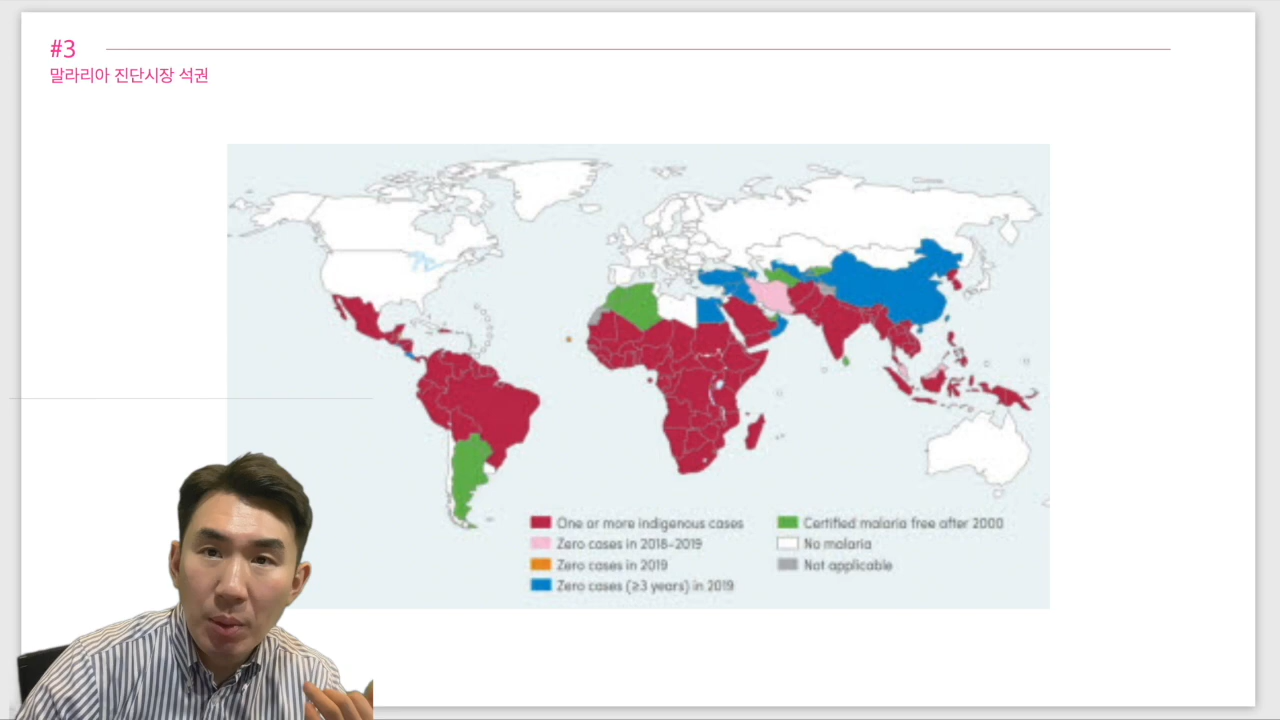 #3
말라리아 진단시장 석권
One or more indigenous cases
Zero cases in 2018-2019
Zero cases in 2019
Zero cases (≥3 years) in 2019
Certified malaria free after 2000
No malaria
Not applicable